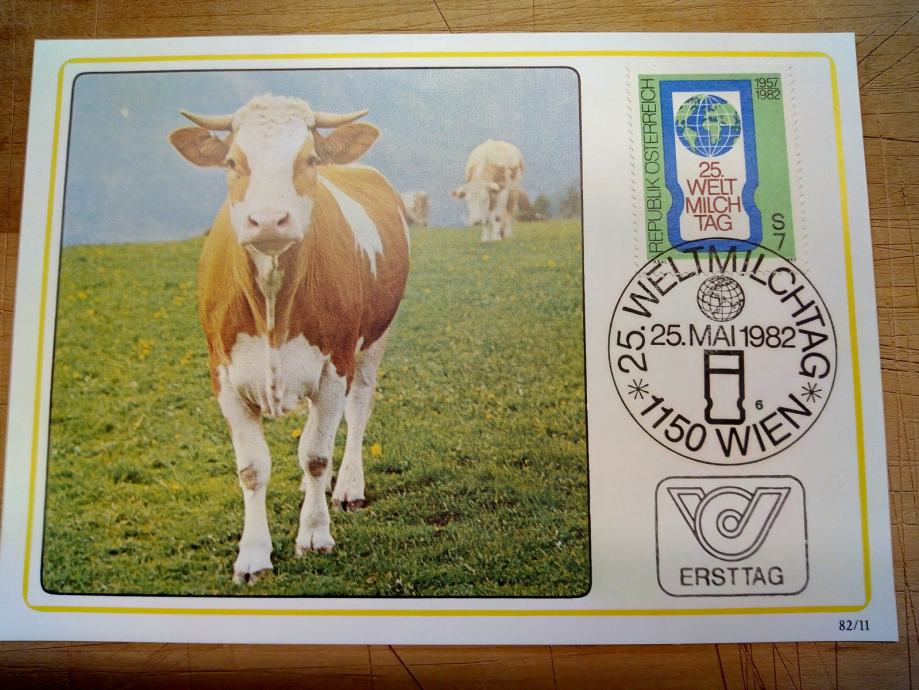 REPUBLIK ÖSTERREICH
1957
1982
25.
WELT
MILCH
TAG
S
7
25. WELTMILCHTAG
25. MAI 1982
6
* 1150 WIEN *
ERSTTAG
82/11